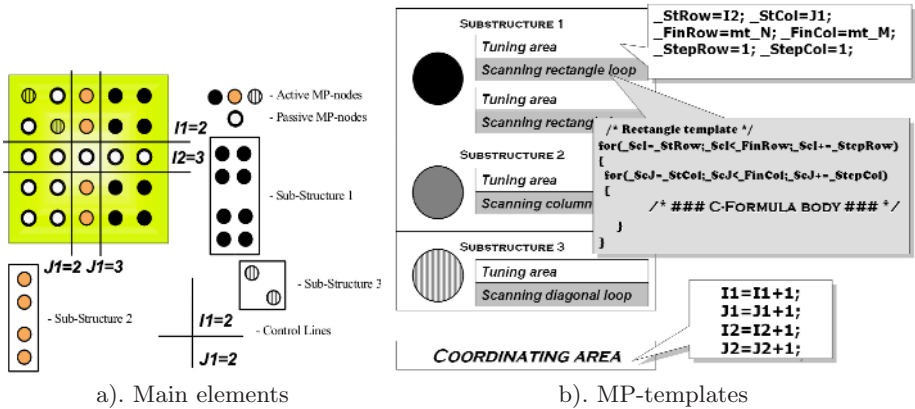 I1=2
I2=3
J1=2 J1=3
- Active MP-nodes
- Passive MP-nodes
- Sub-Structure 1
- Sub-Structure 3
- Sub-Structure 2
I1=2
J1=2
- Control Lines
a). Main elements
SUBSTRUCTURE 1
Tuning area
Scanning rectangle loop
Tuning area
Scanning rectangle
SUBSTRUCTURE 2
Tuning area
Scanning column
SUBSTRUCTURE 3
Tuning area
Scanning diagonal loop
COORDINATING AREA
_StRow=I2; _StCol=J1;
_FinRow=mt_N; _FinCol=mt_M;
_StepRow=1; _StepCol=1;
/* Rectangle template */
for(_ScI=_StRow;_ScI<_FinRow;_ScI+=_StepRow)
{
for(_ScJ=_StCol;_ScJ<_FinCol;_ScJ+=_StepCol)
{
/* ### C-FORMULA BODY ### */
}
}
I1=I1+1;
J1=J1+1;
I2=I2+1;
J2=J2+1;
b). MP-templates